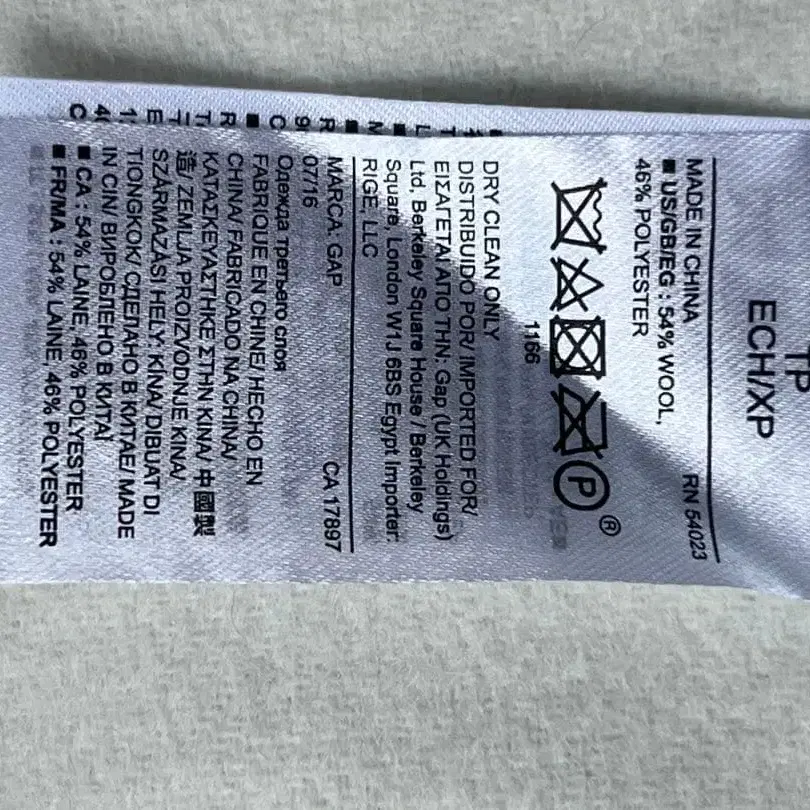 TP
ECH/XP
MADE IN CHINA RN 54023
■ US/GB/EG : 54% WOOL,
46% POLYESTER
P ®
1166
DRY CLEAN ONLY
DISTRIBUIDO POR/ IMPORTED FOR/
ΕΙΣΑΓΕΤΑΙ ΑΠΟ ΤΗΝ: Gap (UK Holdings)
Ltd, Berkeley Square House / Berkeley
Square, London W1J 6BS Egypt Importer:
RIGE, LLC
MARCA: GAP CA 17897
07/16
Одежда третьего слоя
FABRIQUE EN CHINE/ HECHO EN
CHINA/ FABRICADO NA CHINA/
ΚΑΤΑΣΚΕΥΑΣΤΗΚΕ ΣΤΗΝ ΚΙΝΑ/ 中國製
造/ ZEMLJA PROIZVODNJE KINA/
SZÁRMAZÁSI HELY: KÍNA/ DIBUAT DI
TIONGKOK/ СДЕЛАНО В КИТАЕ/ MADE
IN CIN/ ВИРОБЛЕНО В КИТАЇ
■ CA : 54% LAINE, 46% POLYESTER
■ FR/MA : 54% LAINE, 46% POLYESTER